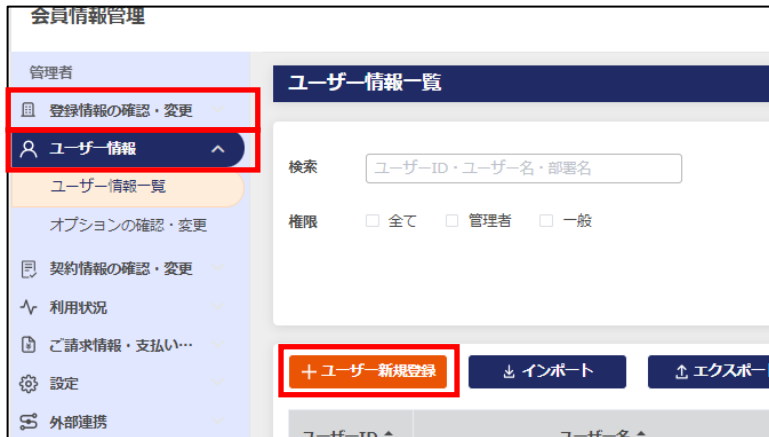 会員情報管理
管理者
登録情報の確認・変更
ユーザー情報
ユーザー情報一覧
オプションの確認・変更
契約情報の確認・変更
利用状況
ご請求情報・支払い…
設定
外部連携
ユーザー情報一覧
検索 ユーザーID・ユーザー名・部署名
権限 全て 管理者 一般
+ユーザー新規登録 インポート エクスポート
ユーザーID ユーザー名